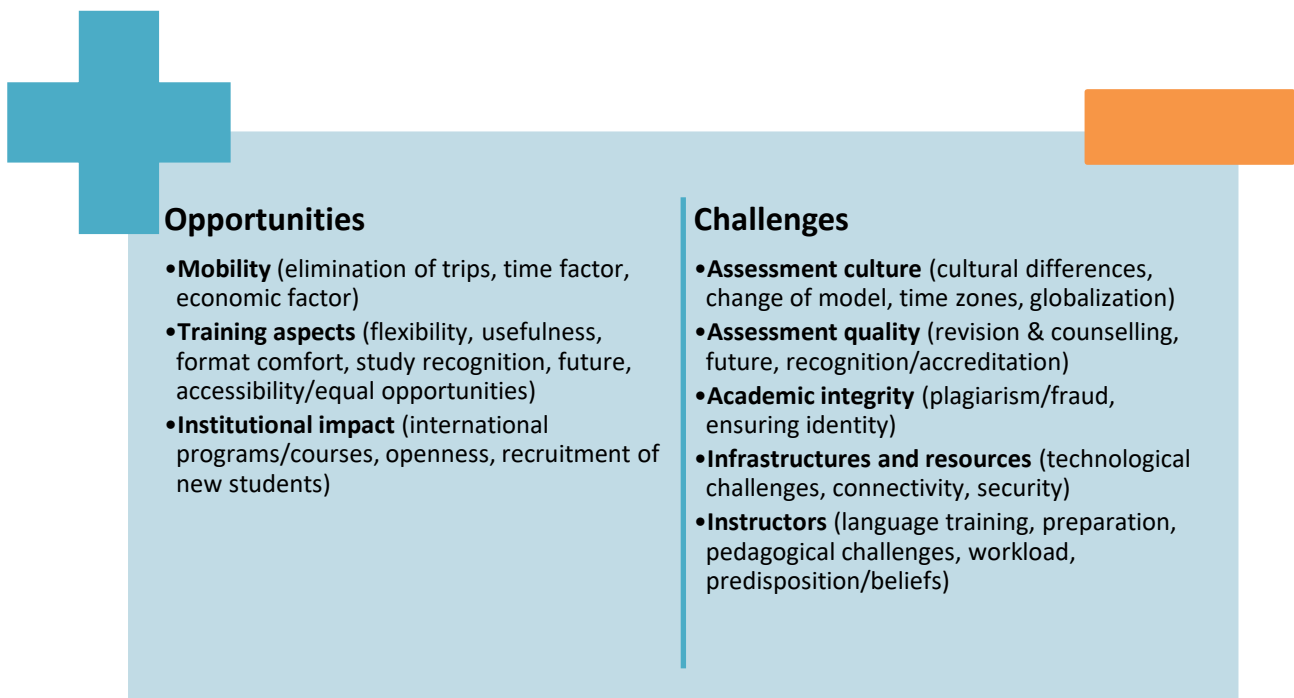 Opportunities
•Mobility (elimination of trips, time factor,
economic factor)
•Training aspects (flexibility, usefulness,
format comfort, study recognition, future,
accessibility/equal opportunities)
•Institutional impact (international
programs/courses, openness, recruitment of
new students)
Challenges
•Assessment culture (cultural differences,
change of model, time zones, globalization)
•Assessment quality (revision & counselling,
future, recognition/accreditation)
•Academic integrity (plagiarism/fraud,
ensuring identity)
•Infrastructures and resources (technological
challenges, connectivity, security)
•Instructors (language training, preparation,
pedagogical challenges, workload,
predisposition/beliefs)